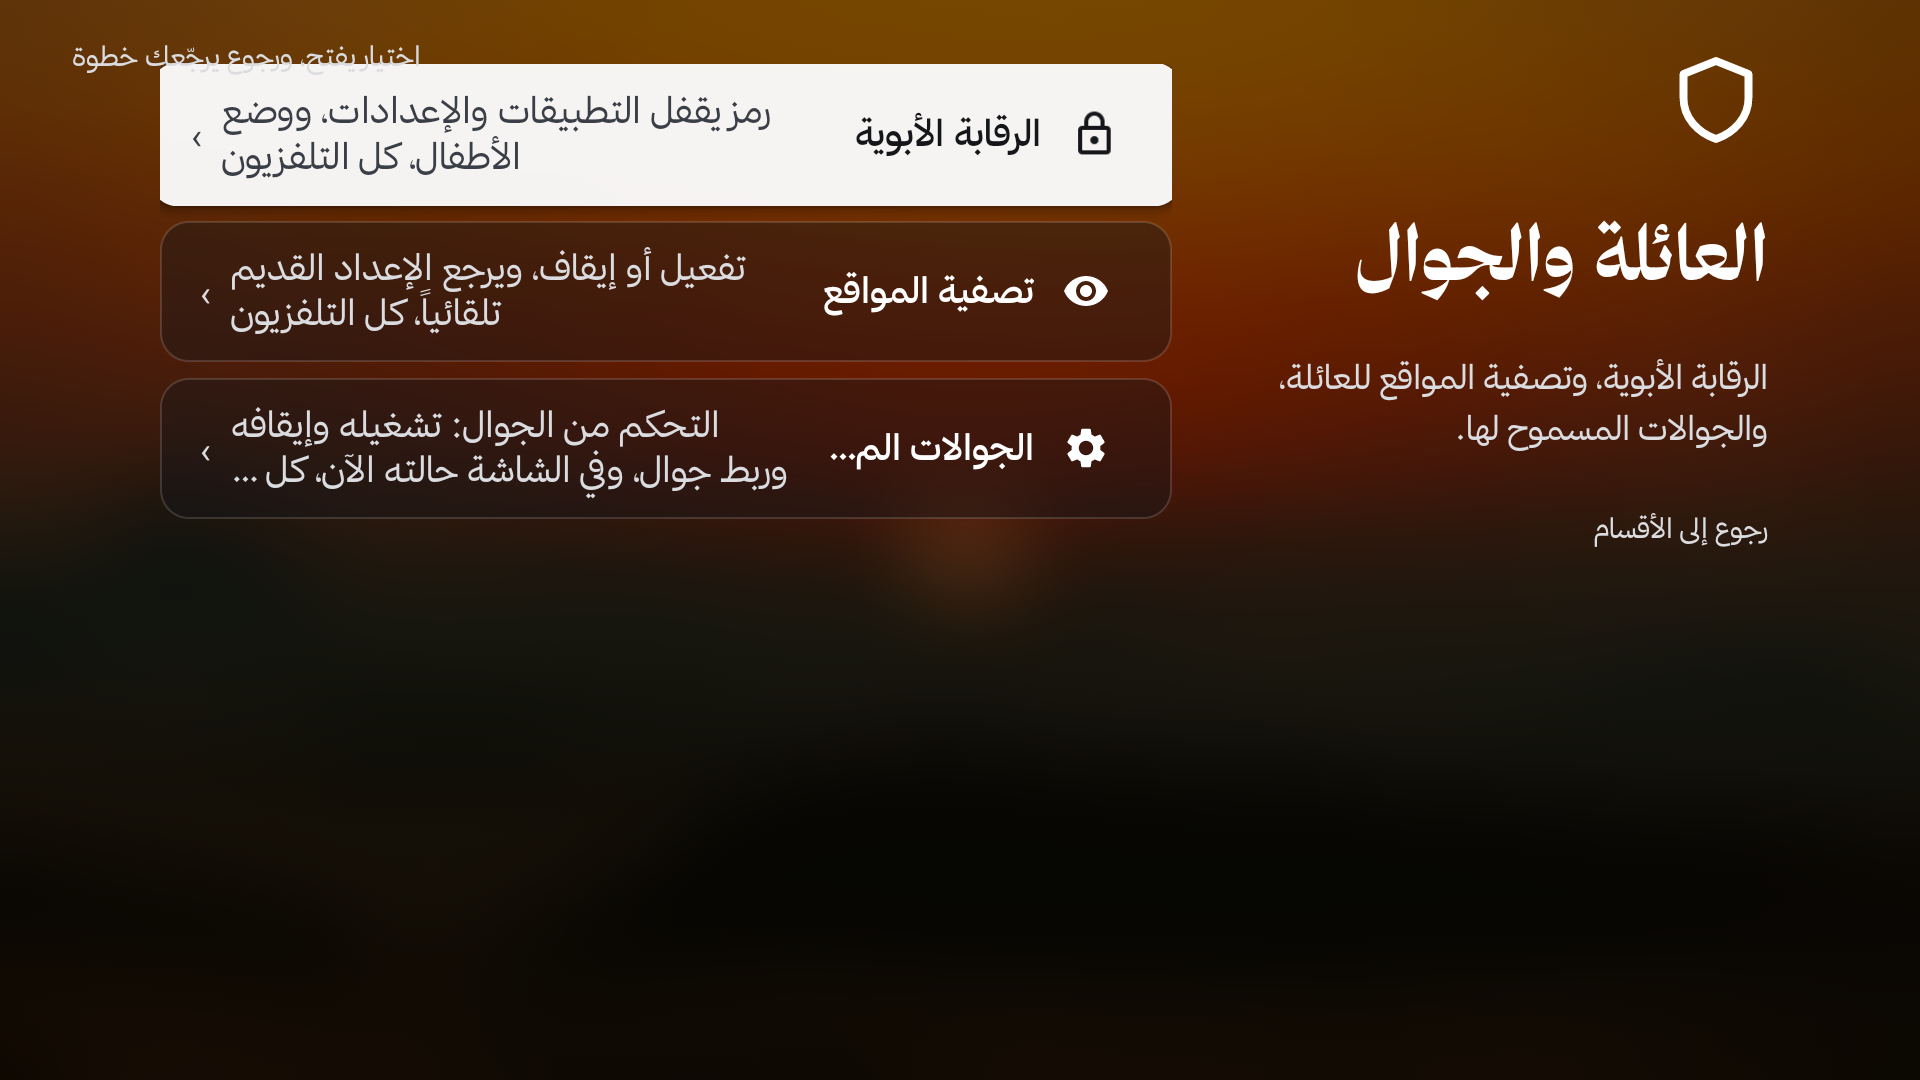 اختيار يفتح، ورجوع يرجّعك خطوة
العائلة والجوال
الرقابة الأبوية، وتصفية المواقع للعائلة،
والجوالات المسموح لها.
رجوع إلى الأقسام
الرقابة الأبوية
رمز يقفل التطبيقات والإعدادات، ووضع
الأطفال، كل التلفزيون
تصفية المواقع
تفعيل أو إيقاف، ويرجع الإعداد القديم
تلقائياً، كل التلفزيون
الجوالات الم...
التحكم من الجوال: تشغيله وإيقافه
وربط جوال، وفي الشاشة حالته الآن، كل ...